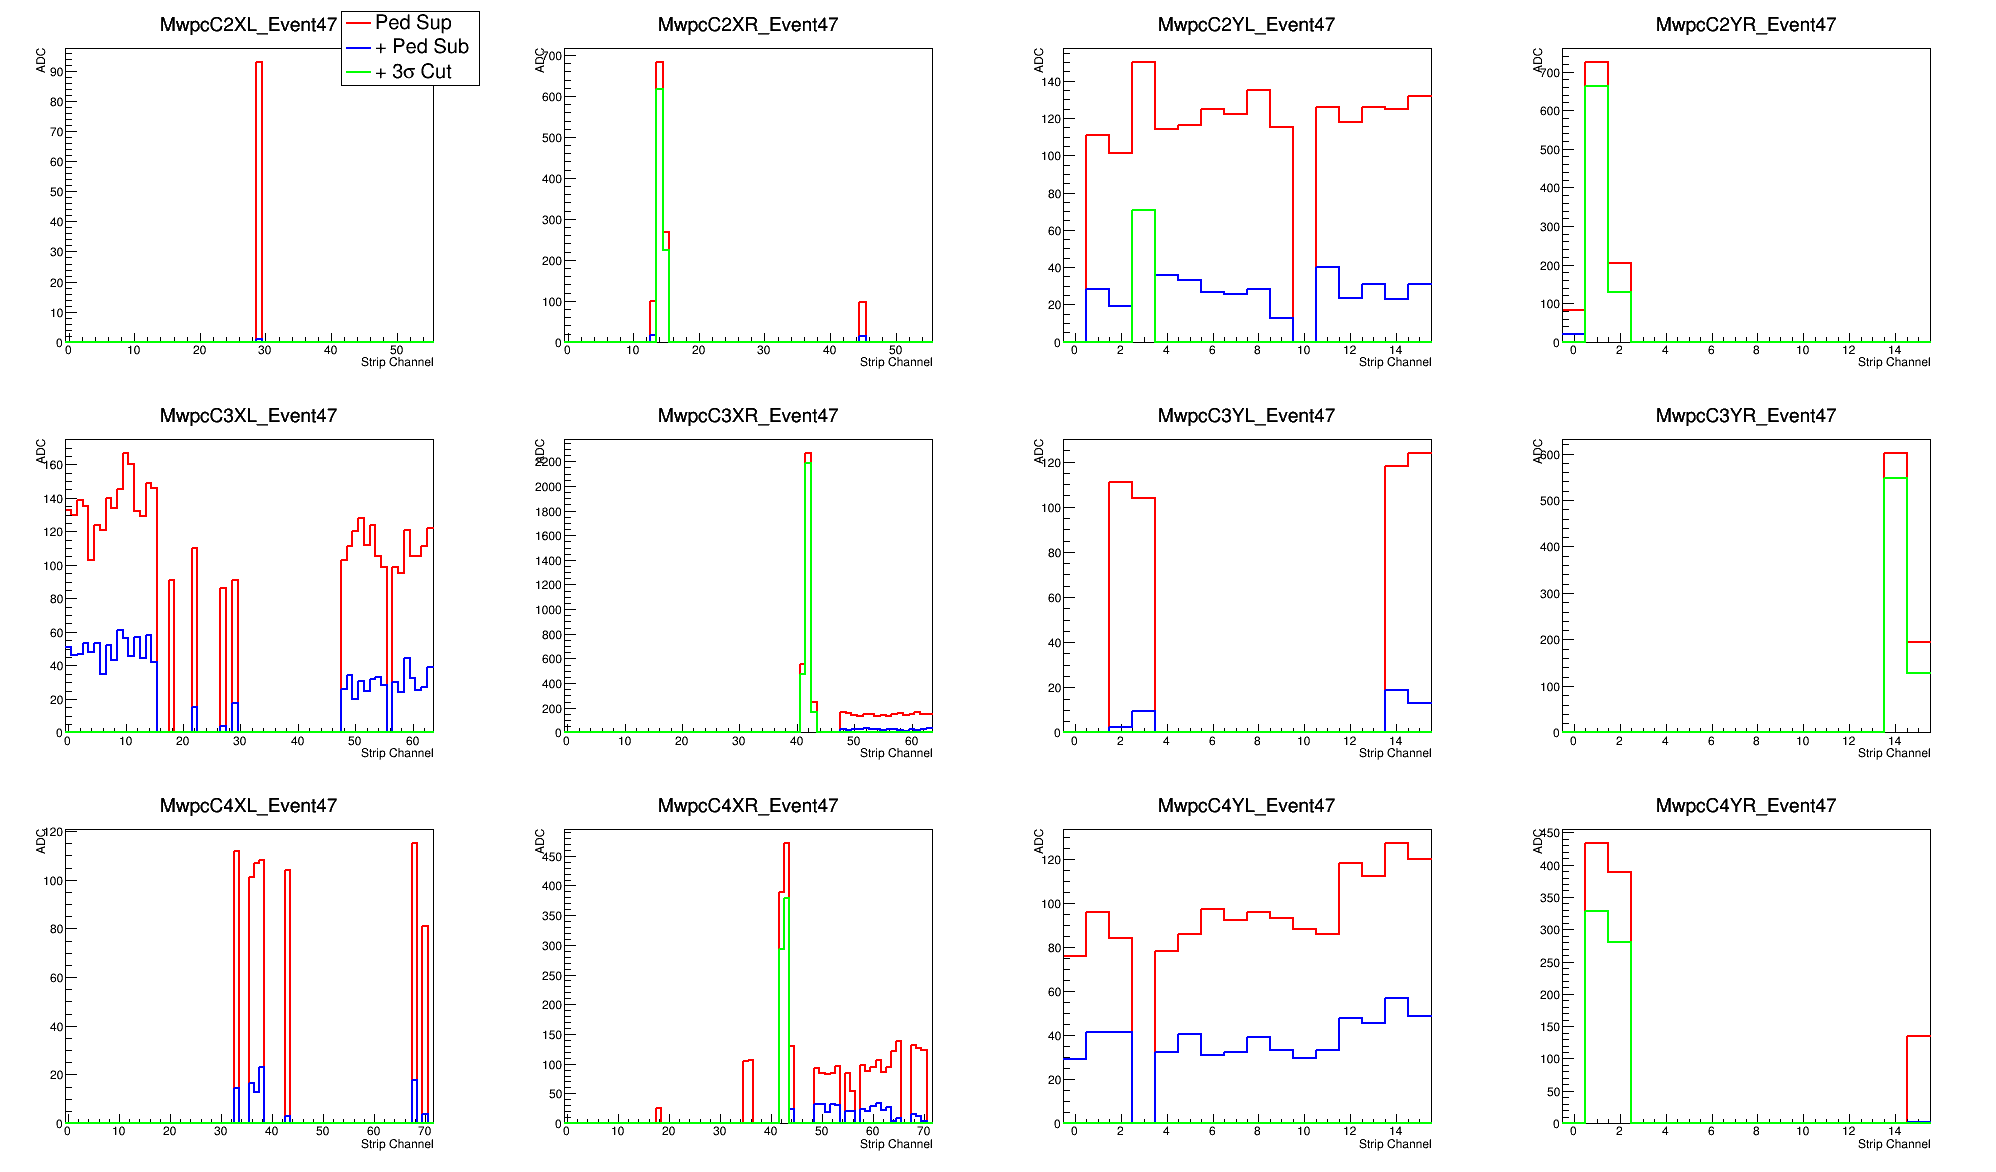 MwpcC2XL_Event47
Ped Sup
+ Ped Sub
+ 3σ Cut
ADC
90
80
70
60
50
40
30
20
10
0
0 10 20 30 40 50
Strip Channel
MwpcC2XR_Event47
ADC
700
600
500
400
300
200
100
0
0 10 20 30 40 50
Strip Channel
MwpcC2YL_Event47
ADC
140
120
100
80
60
40
20
0
0 2 4 6 8 10 12 14
Strip Channel
MwpcC2YR_Event47
ADC
700
600
500
400
300
200
100
0
0 2 4 6 8 10 12 14
Strip Channel
MwpcC3XL_Event47
ADC
160
140
120
100
80
60
40
20
0
0 10 20 30 40 50 60
Strip Channel
MwpcC3XR_Event47
ADC
2200
2000
1800
1600
1400
1200
1000
800
600
400
200
0
0 10 20 30 40 50 60
Strip Channel
MwpcC3YL_Event47
ADC
120
100
80
60
40
20
0
0 2 4 6 8 10 12 14
Strip Channel
MwpcC3YR_Event47
ADC
600
500
400
300
200
100
0
0 2 4 6 8 10 12 14
Strip Channel
MwpcC4XL_Event47
ADC
120
100
80
60
40
20
0
0 10 20 30 40 50 60 70
Strip Channel
MwpcC4XR_Event47
ADC
450
400
350
300
250
200
150
100
50
0
0 10 20 30 40 50 60 70
Strip Channel
MwpcC4YL_Event47
ADC
120
100
80
60
40
20
0
0 2 4 6 8 10 12 14
Strip Channel
MwpcC4YR_Event47
ADC
450
400
350
300
250
200
150
100
50
0
0 2 4 6 8 10 12 14
Strip Channel